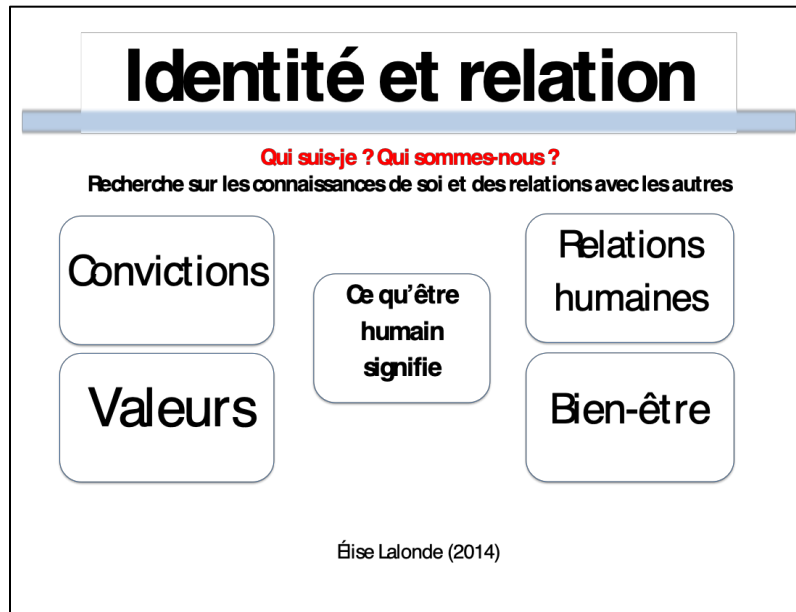 Identité et relation
Qui suis-je ? Qui sommes-nous ?
Recherche sur les connaissances de soi et des relations avec les autres
Convictions
Valeurs
Ce qu'être
humain
signifie
Relations
humaines
Bien-être
Élise Lalonde (2014)